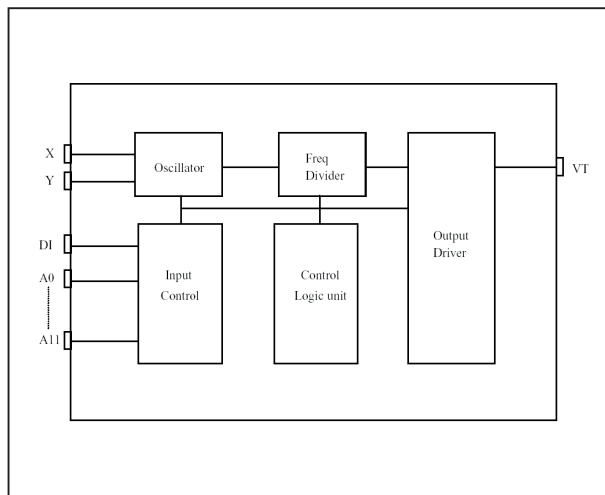 X
Y
DI
A0
A11
Oscillator
Freq
Divider
Input
Control
Control
Logic unit
Output
Driver
VT